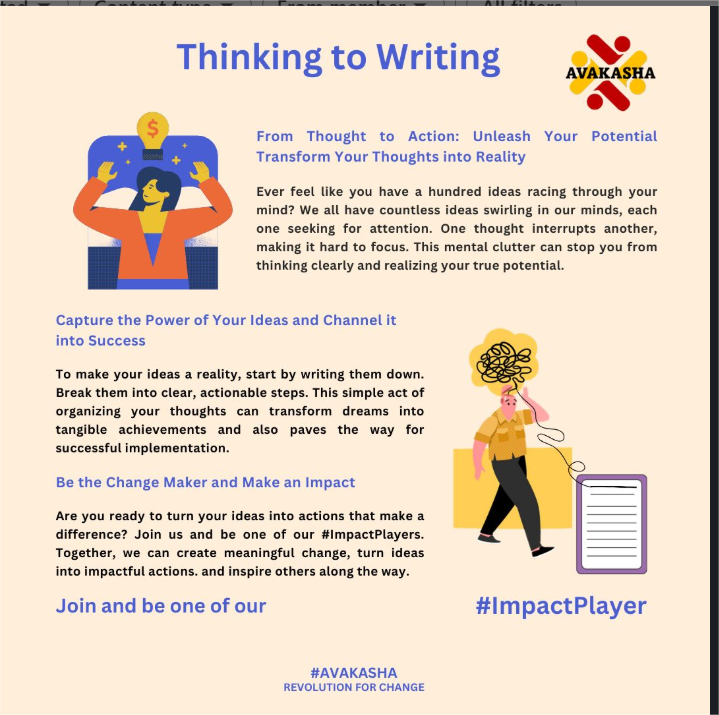 Content type
From member
All filters
Thinking to Writing
AVAKASHA
From Thought to Action: Unleash Your Potential
Transform Your Thoughts into Reality
Ever feel like you have a hundred ideas racing through your
mind? We all have countless ideas swirling in our minds, each
one seeking for attention. One thought interrupts another,
making it hard to focus. This mental clutter can stop you from
thinking clearly and realizing your true potential.
Capture the Power of Your Ideas and Channel it
into Success
To make your ideas a reality, start by writing them down.
Break them into clear, actionable steps. This simple act of
organizing your thoughts can transform dreams into
tangible achievements and also paves the way for
successful implementation.
Be the Change Maker and Make an Impact
Are you ready to turn your ideas into actions that make a
difference? Join us and be one of our #ImpactPlayers.
Together, we can create meaningful change, turn ideas
into impactful actions. and inspire others along the way.
Join and be one of our #ImpactPlayer
#AVAKASHA
REVOLUTION FOR CHANGE